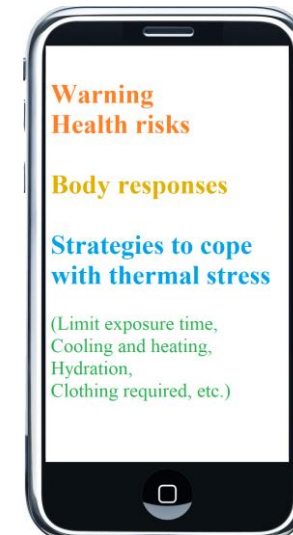 Warning
Health risks
Body responses
Strategies to cope
with thermal stress
(Limit exposure time,
Cooling and heating,
Hydration,
Clothing required, etc.)